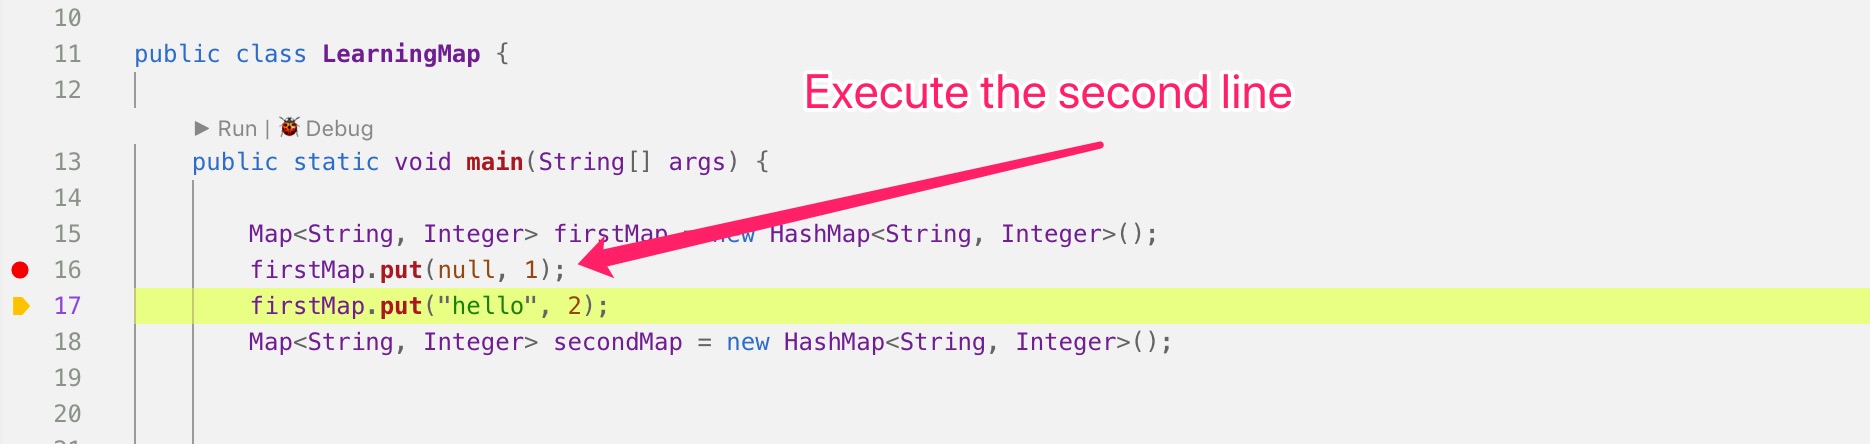 10
11 public class LearningMap {
12
Execute the second line
Run | Debug
13 public static void main(String[] args) {
14
15 Map<String, Integer> firstMap = new HashMap<String, Integer>();
16 firstMap.put(null, 1);
17 firstMap.put("hello", 2);
18 Map<String, Integer> secondMap = new HashMap<String, Integer>();
19
20